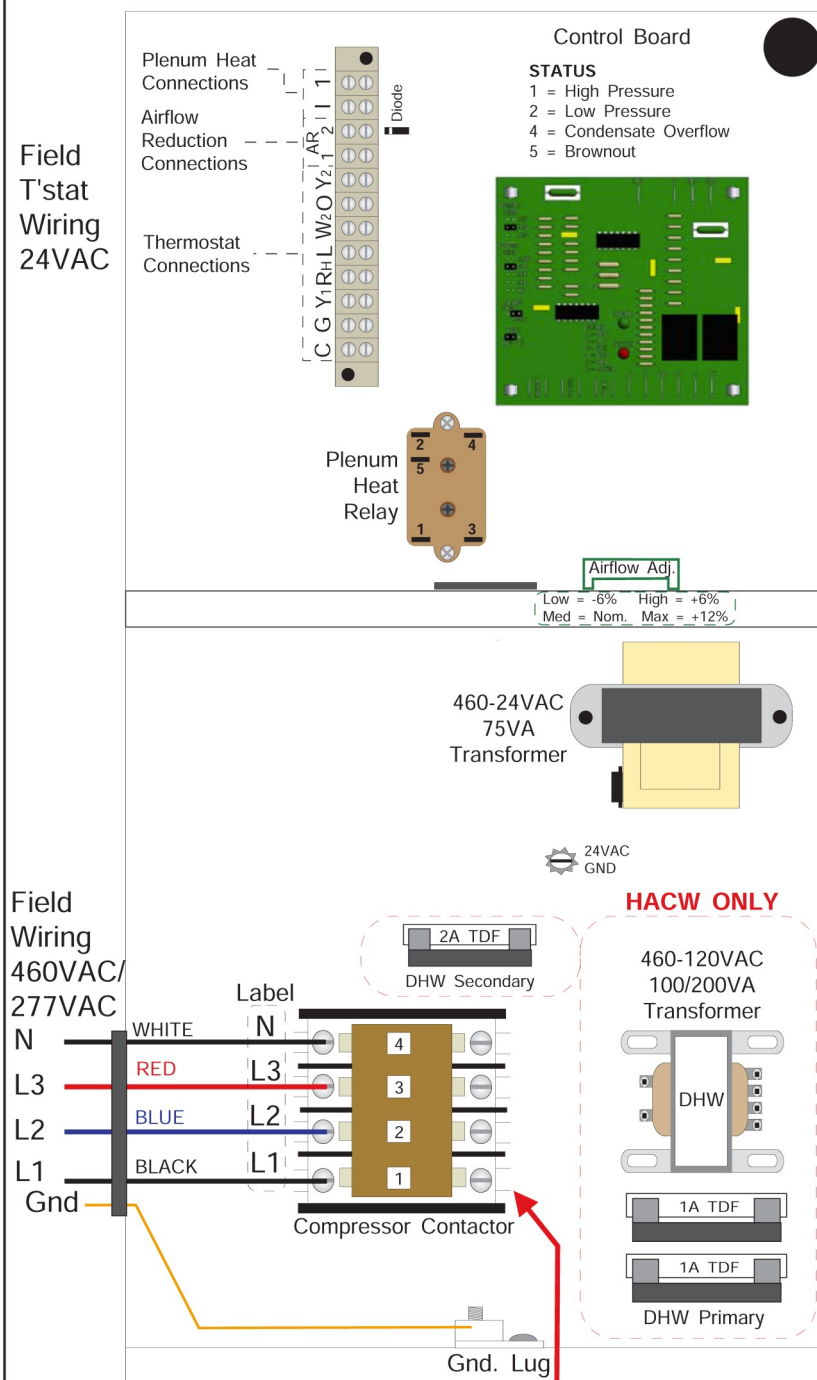 Control Board
STATUS
1 = High Pressure
2 = Low Pressure
4 = Condensate Overflow
5 = Brownout
Plenum Heat
Connections
Airflow
Reduction
Connections
Thermostat
Connections
Field
T'stat
Wiring
24VAC
C G Y1 RH L W2 O Y2 1 2 I 1
AR
Diode
Plenum
Heat
Relay
2 4
5
1 3
Airflow Adj.
Low = -6% High = +6%
Med = Nom. Max = +12%
460-24VAC
75VA
Transformer
24VAC
GND
HACW ONLY
2A TDF
DHW Secondary
460-120VAC
100/200VA
Transformer
DHW
1A TDF
1A TDF
DHW Primary
Field
Wiring
460VAC/
277VAC
Label
N WHITE N 4
L3 RED L3 3
L2 BLUE L2 2
L1 BLACK L1 1
Gnd
Compressor Contactor
Gnd. Lug